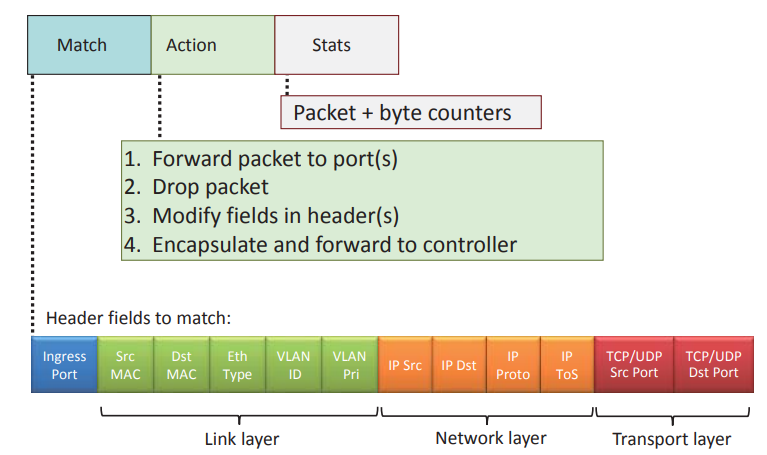 Match Action Stats
Packet + byte counters
1. Forward packet to port(s)
2. Drop packet
3. Modify fields in header(s)
4. Encapsulate and forward to controller
Header fields to match:
Ingress Port
Src MAC
Dst MAC
Eth Type
VLAN ID
VLAN Pri
IP Src
IP Dst
IP Proto
IP ToS
TCP/UDP Src Port
TCP/UDP Dst Port
Link layer
Network layer
Transport layer